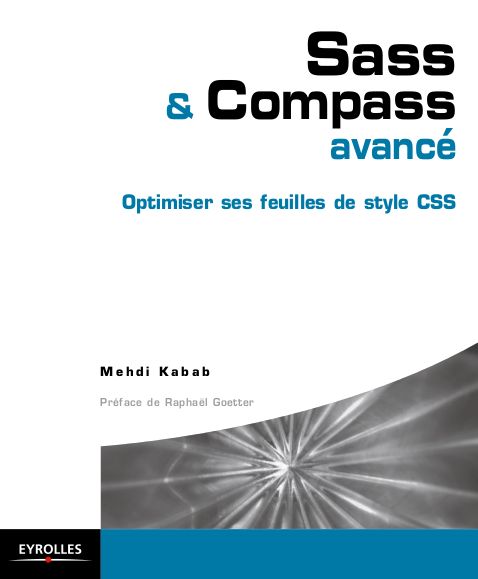 Sass
& Compass
avancé
Optimiser ses feuilles de style CSS
Mehdi Kabab
Préface de Raphaël Goetter
EYROLLES